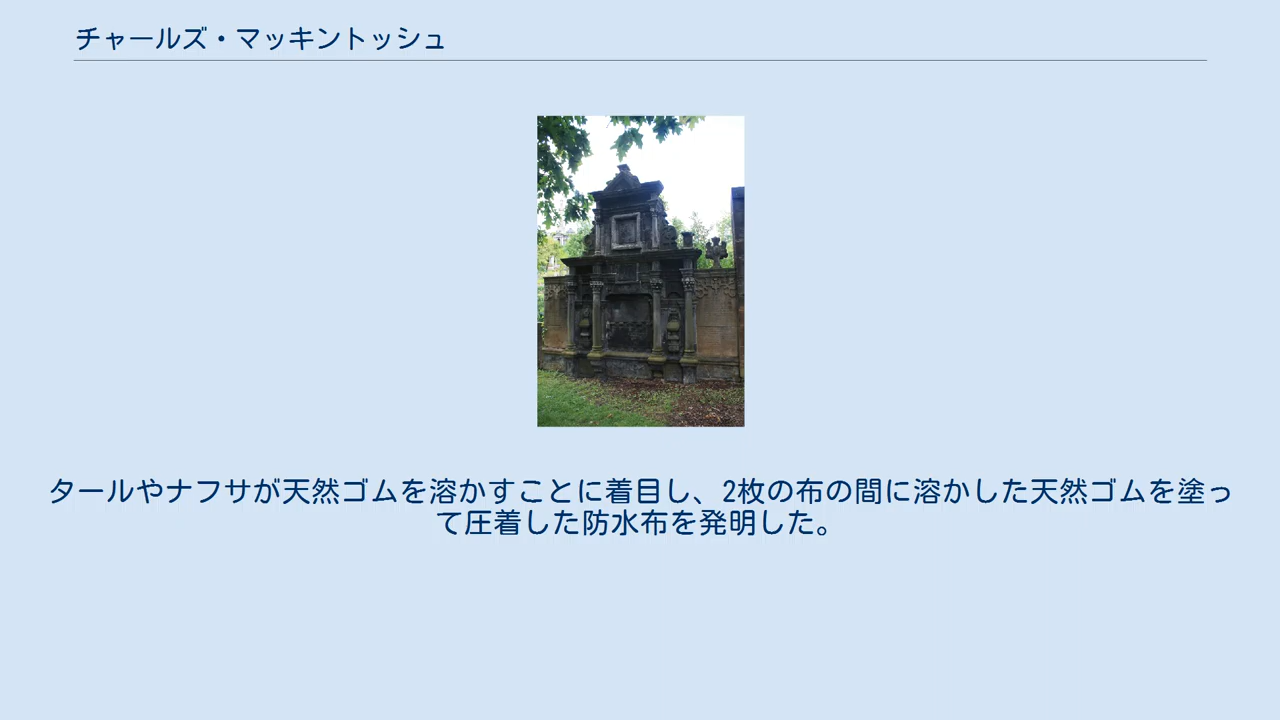 チャールズ・マッキントッシュ
タールやナフサが天然ゴムを溶かすことに着目し、2枚の布の間に溶かした天然ゴムを塗っ
て圧着した防水布を発明した。